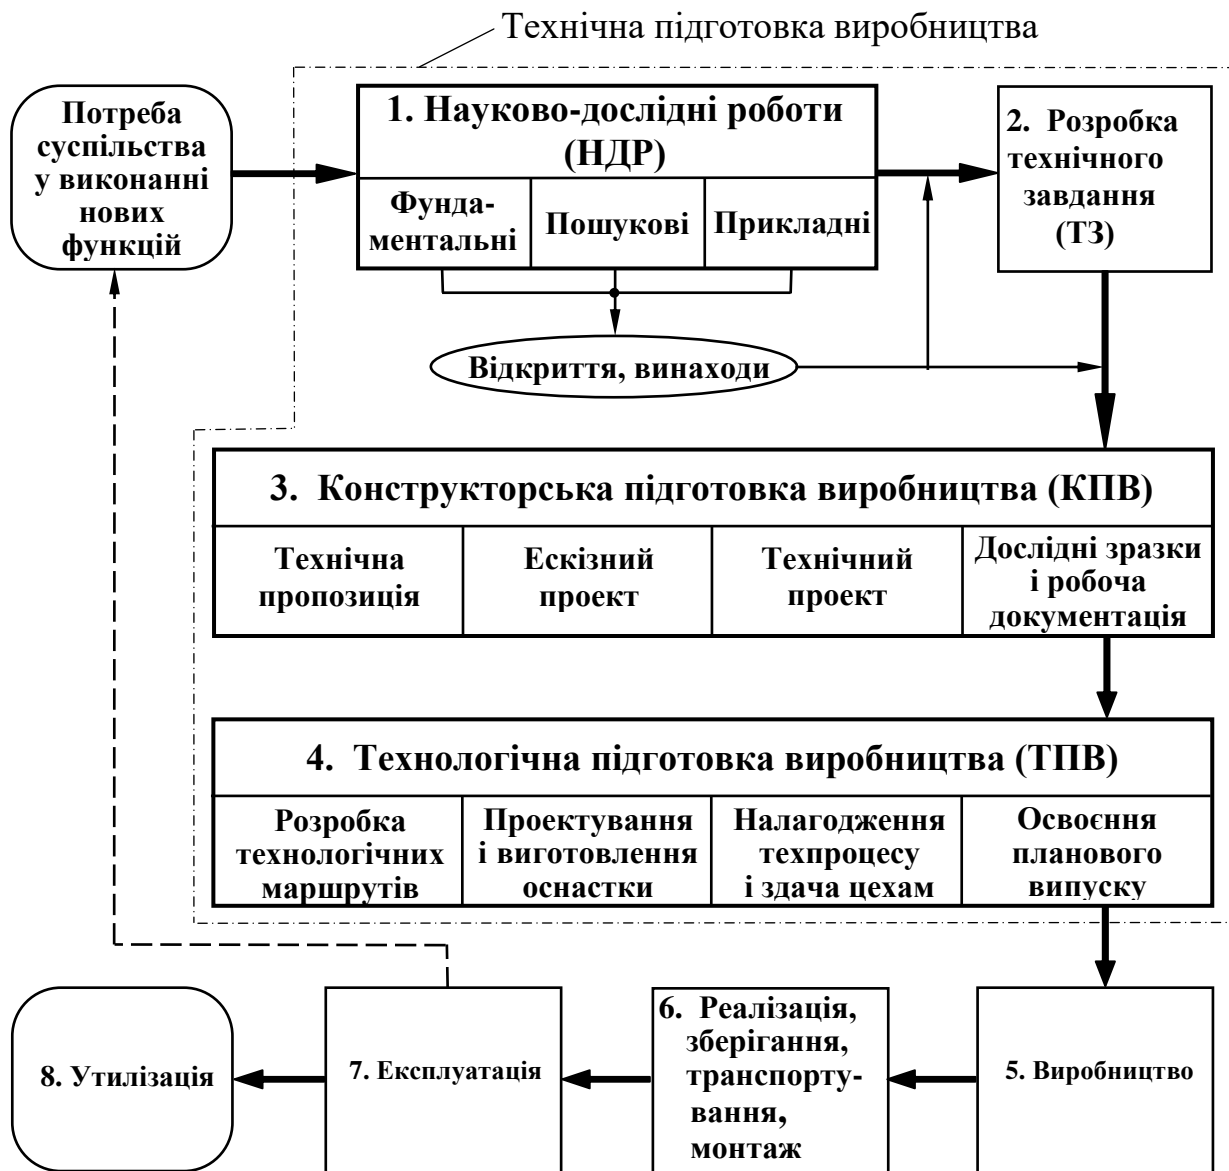 Технічна підготовка виробництва
Потреба
суспільства
у виконанні
нових
функцій
1. Науково-дослідні роботи
(НДР)
Фунда-
ментальні
Пошукові
Прикладні
2. Розробка
технічного
завдання
(ТЗ)
Відкриття, винаходи
3. Конструкторська підготовка виробництва (КПВ)
Технічна
пропозиція
Ескізний
проект
Технічний
проект
Дослідні зразки
і робоча
документація
4. Технологічна підготовка виробництва (ТПВ)
Розробка
технологічних
маршрутів
Проектування
і виготовлення
оснастки
Налагодження
техпроцесу
і здача цехам
Освоєння
планового
випуску
8. Утилізація
7. Експлуатація
6. Реалізація,
зберігання,
транспорту-
вання,
монтаж
5. Виробництво